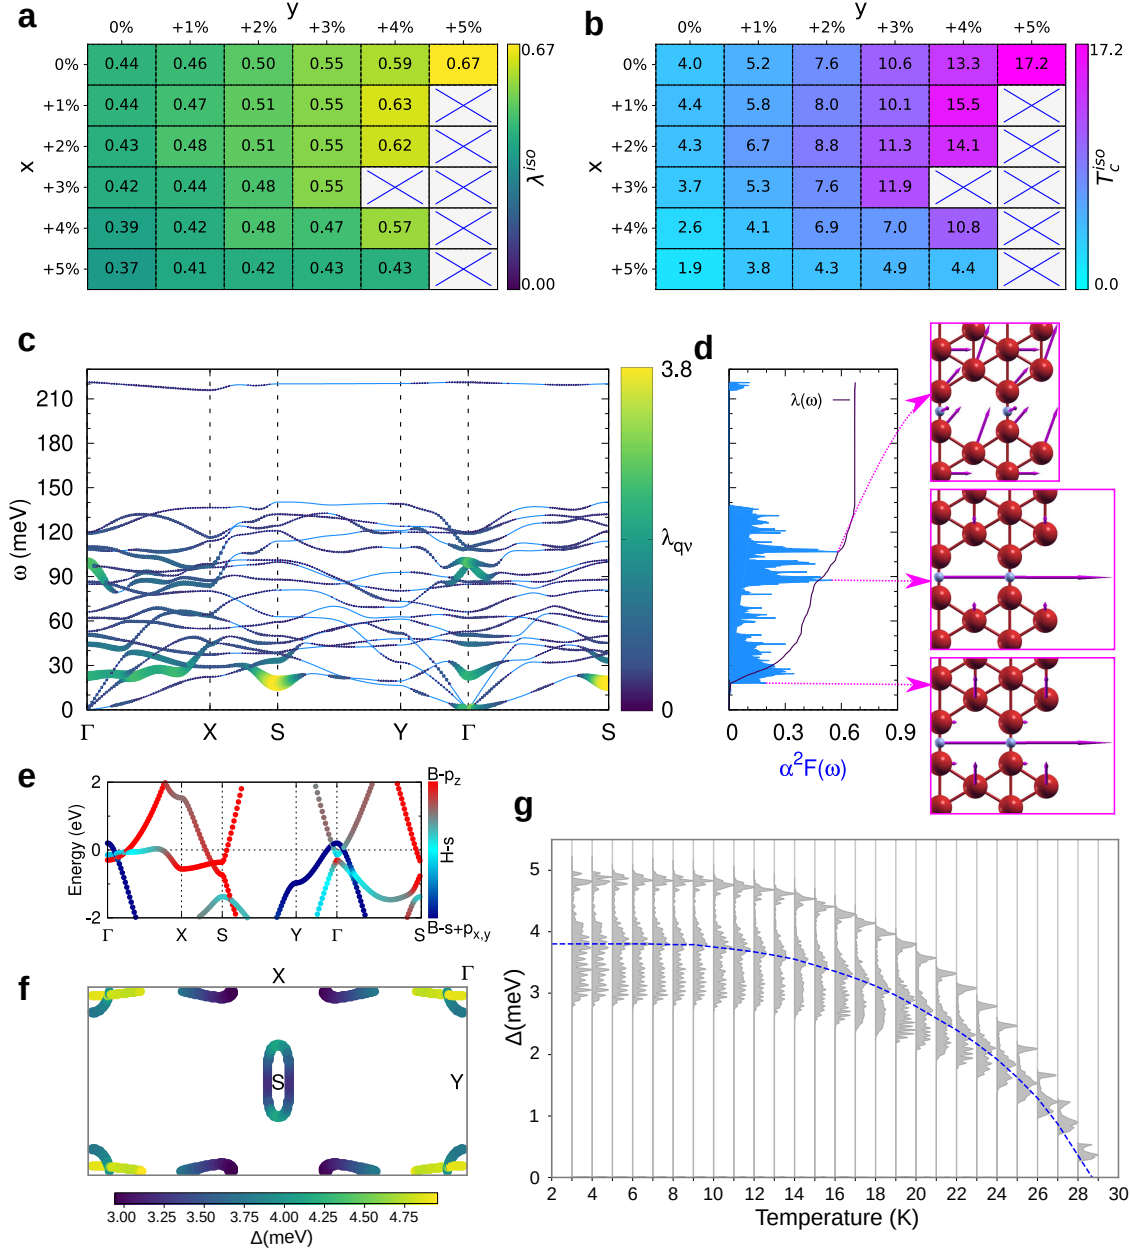 a
y
0% +1% +2% +3% +4% +5%
0% 0.44 0.46 0.50 0.55 0.59 0.67
+1% 0.44 0.47 0.51 0.55 0.63
+2% 0.43 0.48 0.51 0.55 0.62
+3% 0.42 0.44 0.48 0.55
+4% 0.39 0.42 0.48 0.47 0.57
+5% 0.37 0.41 0.42 0.43 0.43
x
0.67
λ^iso
0.00
b
y
0% +1% +2% +3% +4% +5%
0% 4.0 5.2 7.6 10.6 13.3 17.2
+1% 4.4 5.8 8.0 10.1 15.5
+2% 4.3 6.7 8.8 11.3 14.1
+3% 3.7 5.3 7.6 11.9
+4% 2.6 4.1 6.9 7.0 10.8
+5% 1.9 3.8 4.3 4.9 4.4
x
17.2
T_c^iso
0.0
c
ω (meV)
210
180
150
120
90
60
30
0
Γ X S Y Γ S
3.8
λ_qν
0
d
λ(ω)
0 0.3 0.6 0.9
α²F(ω)
e
Energy (eV)
2
0
-2
Γ X S Y Γ S
B-p_z
H-s
B-s+p_x,y
f
X Γ
S Y
3.00 3.25 3.50 3.75 4.00 4.25 4.50 4.75
Δ(meV)
g
Δ(meV)
5
4
3
2
1
0
2 4 6 8 10 12 14 16 18 20 22 24 26 28 30
Temperature (K)